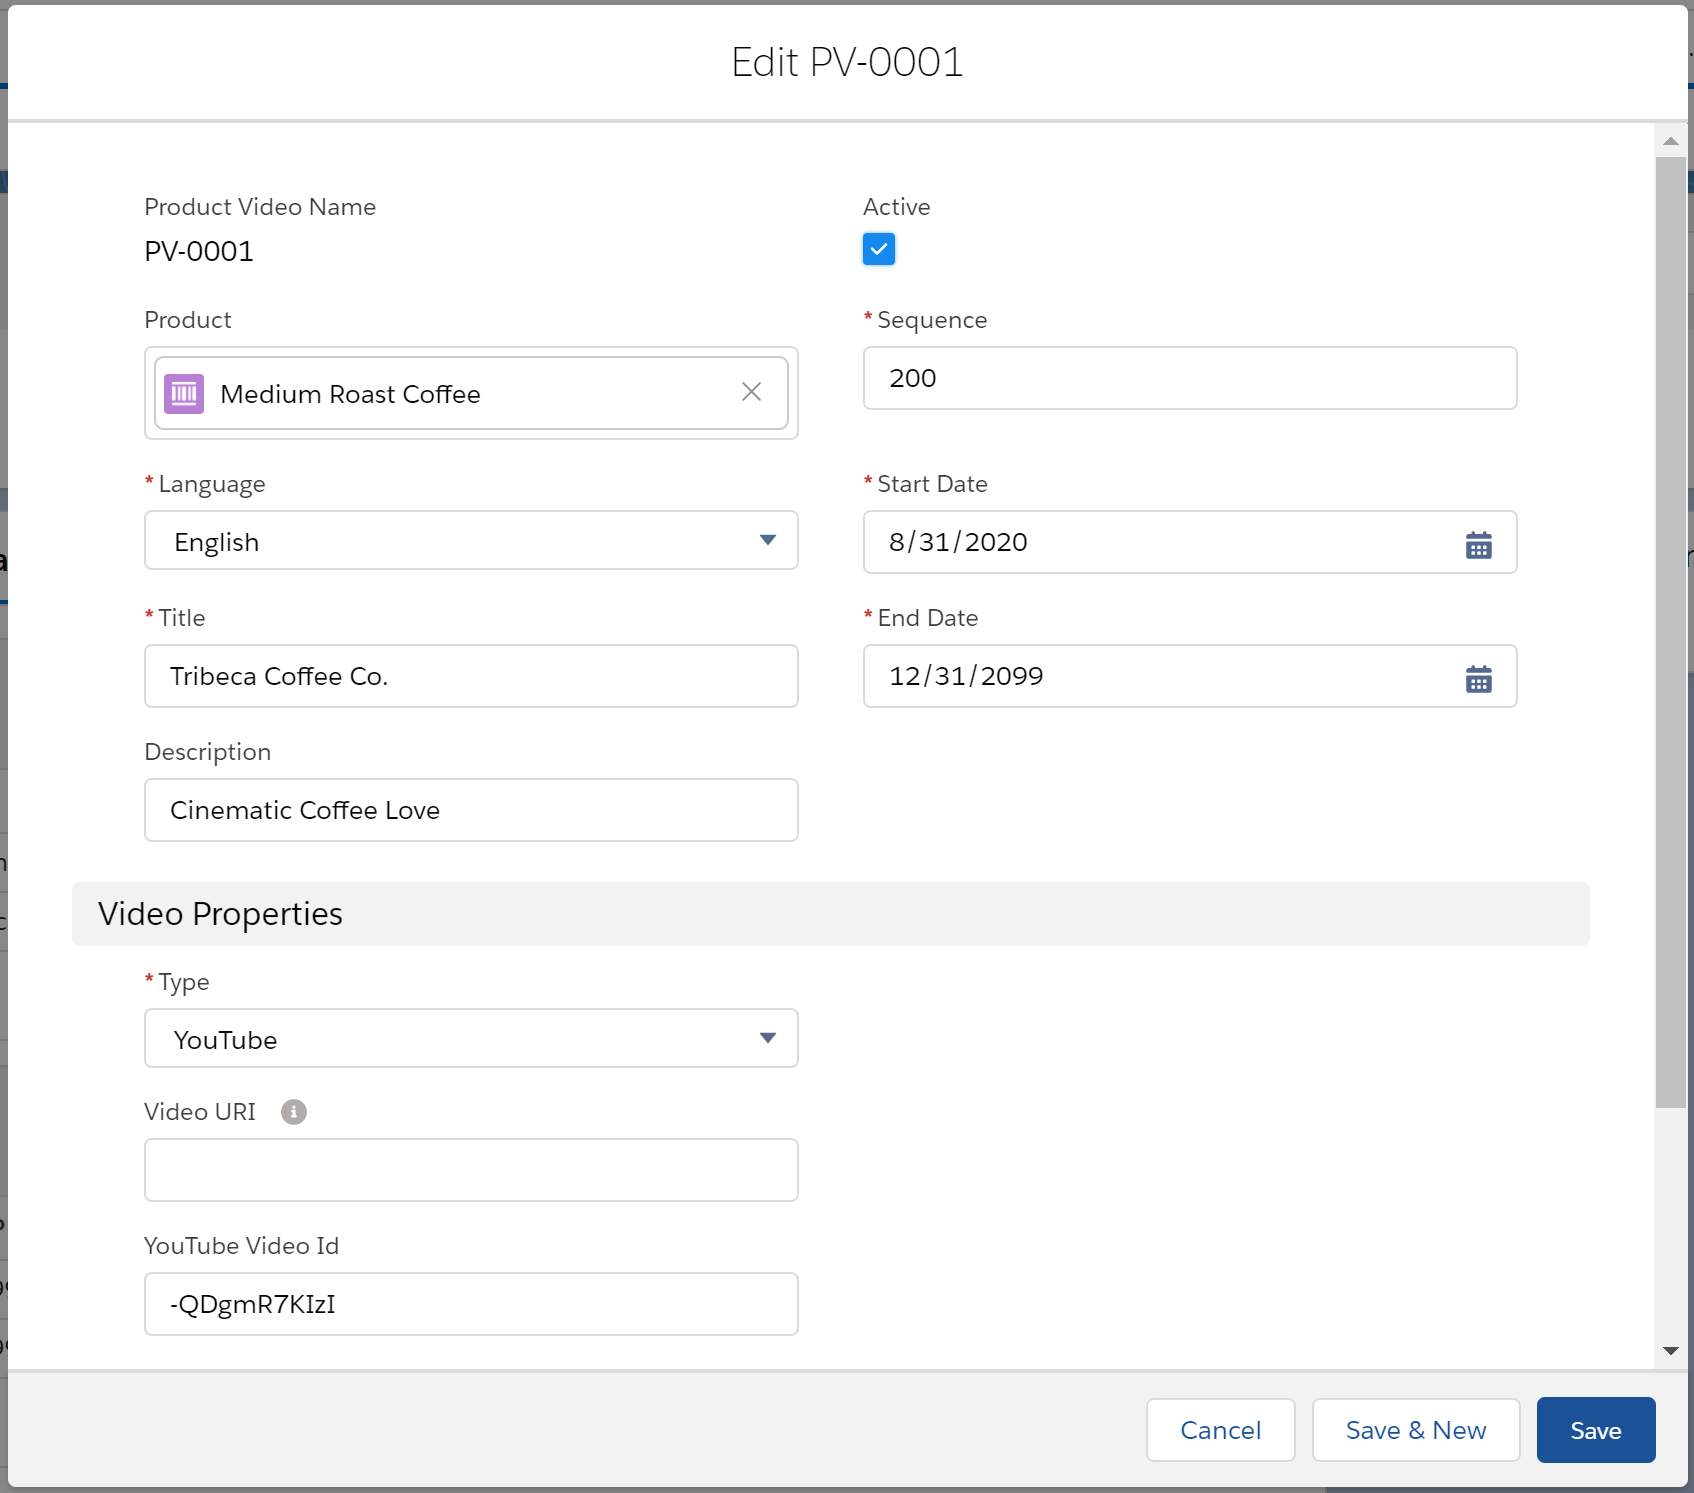 Edit PV-0001
Product Video Name
PV-0001
Active
Product
Medium Roast Coffee
* Sequence
200
* Language
English
* Start Date
8/31/2020
* Title
Tribeca Coffee Co.
* End Date
12/31/2099
Description
Cinematic Coffee Love
Video Properties
* Type
YouTube
Video URI
YouTube Video Id
-QDgmR7KIzI
Cancel
Save & New
Save